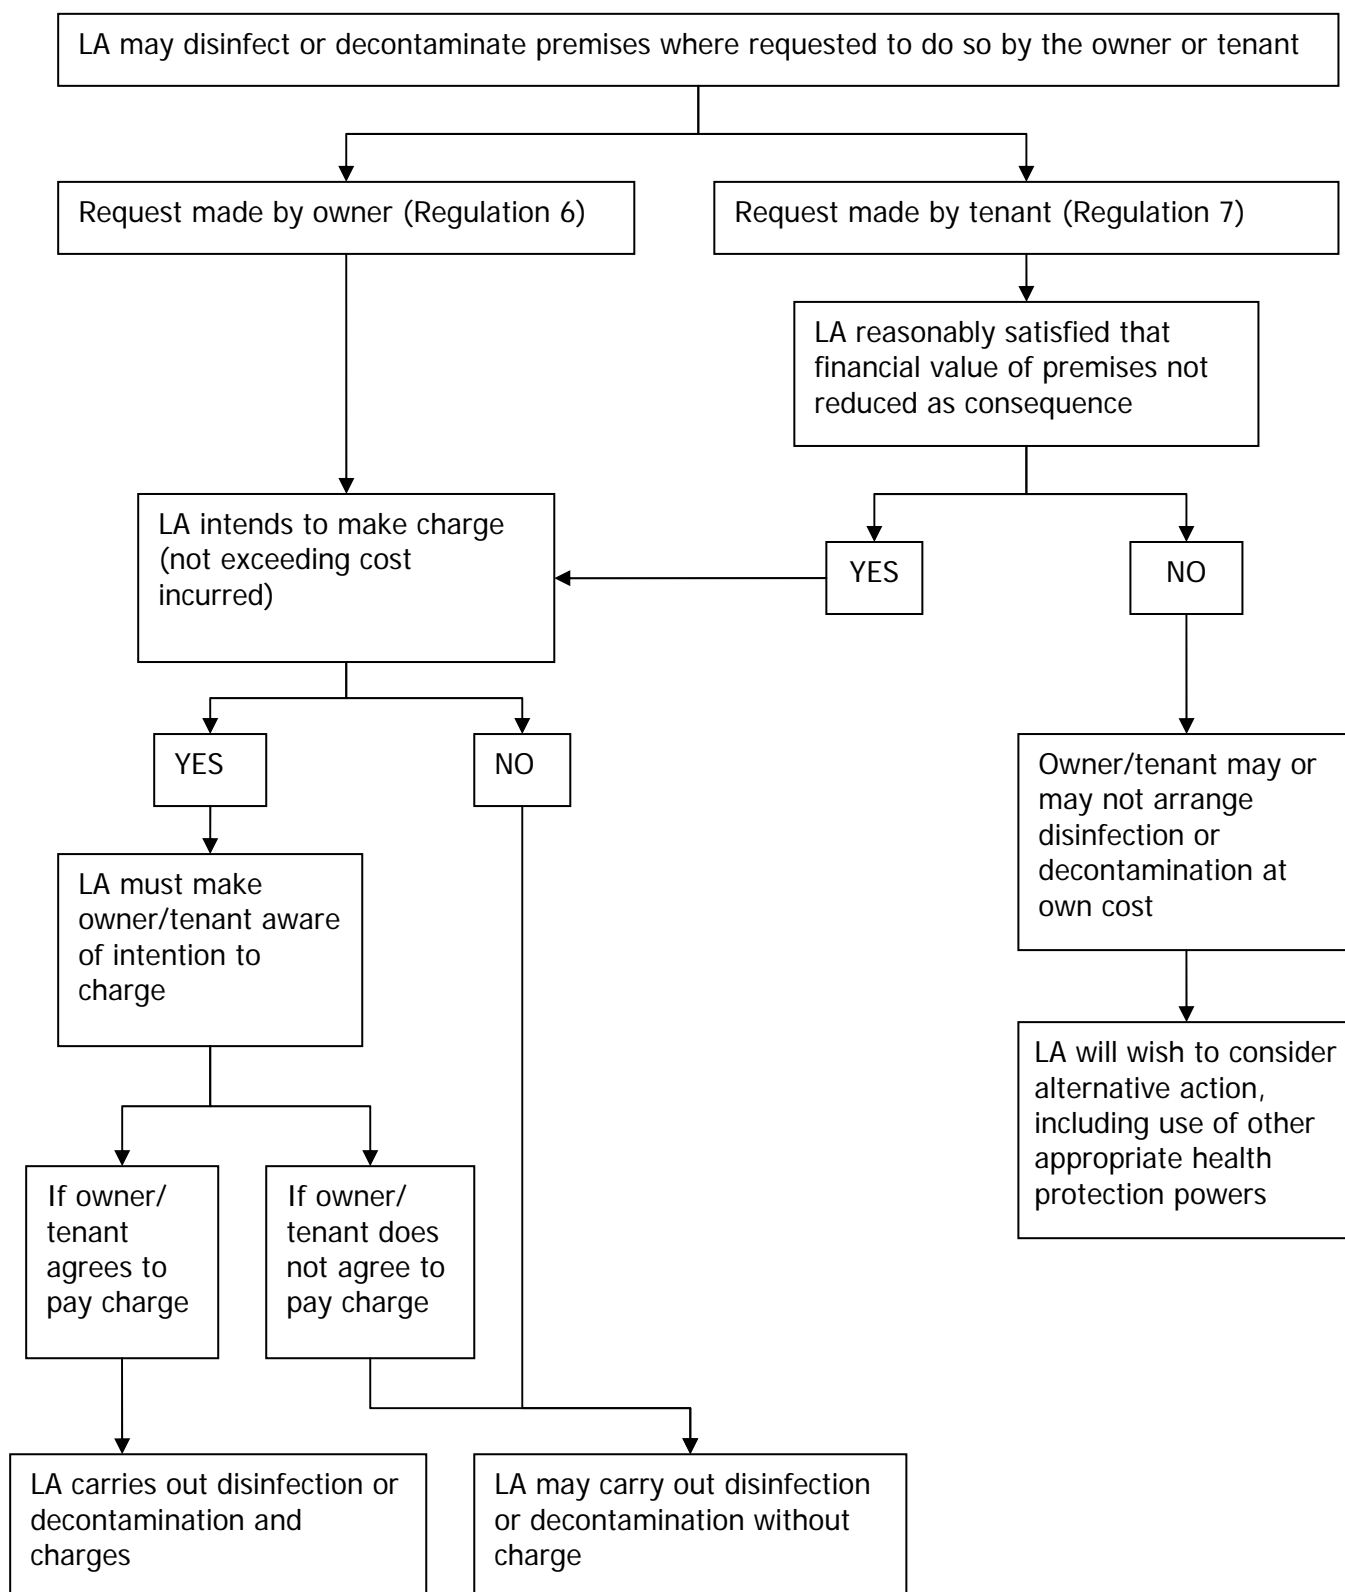 LA may disinfect or decontaminate premises where requested to do so by the owner or tenant
Request made by owner (Regulation 6)
Request made by tenant (Regulation 7)
LA reasonably satisfied that
financial value of premises not
reduced as consequence
LA intends to make charge
(not exceeding cost
incurred)
YES
NO
YES
NO
Owner/tenant may or
may not arrange
disinfection or
decontamination at
own cost
LA must make
owner/tenant aware
of intention to
charge
LA will wish to consider
alternative action,
including use of other
appropriate health
protection powers
If owner/
tenant
agrees to
pay charge
If owner/
tenant does
not agree to
pay charge
LA carries out disinfection or
decontamination and
charges
LA may carry out disinfection
or decontamination without
charge